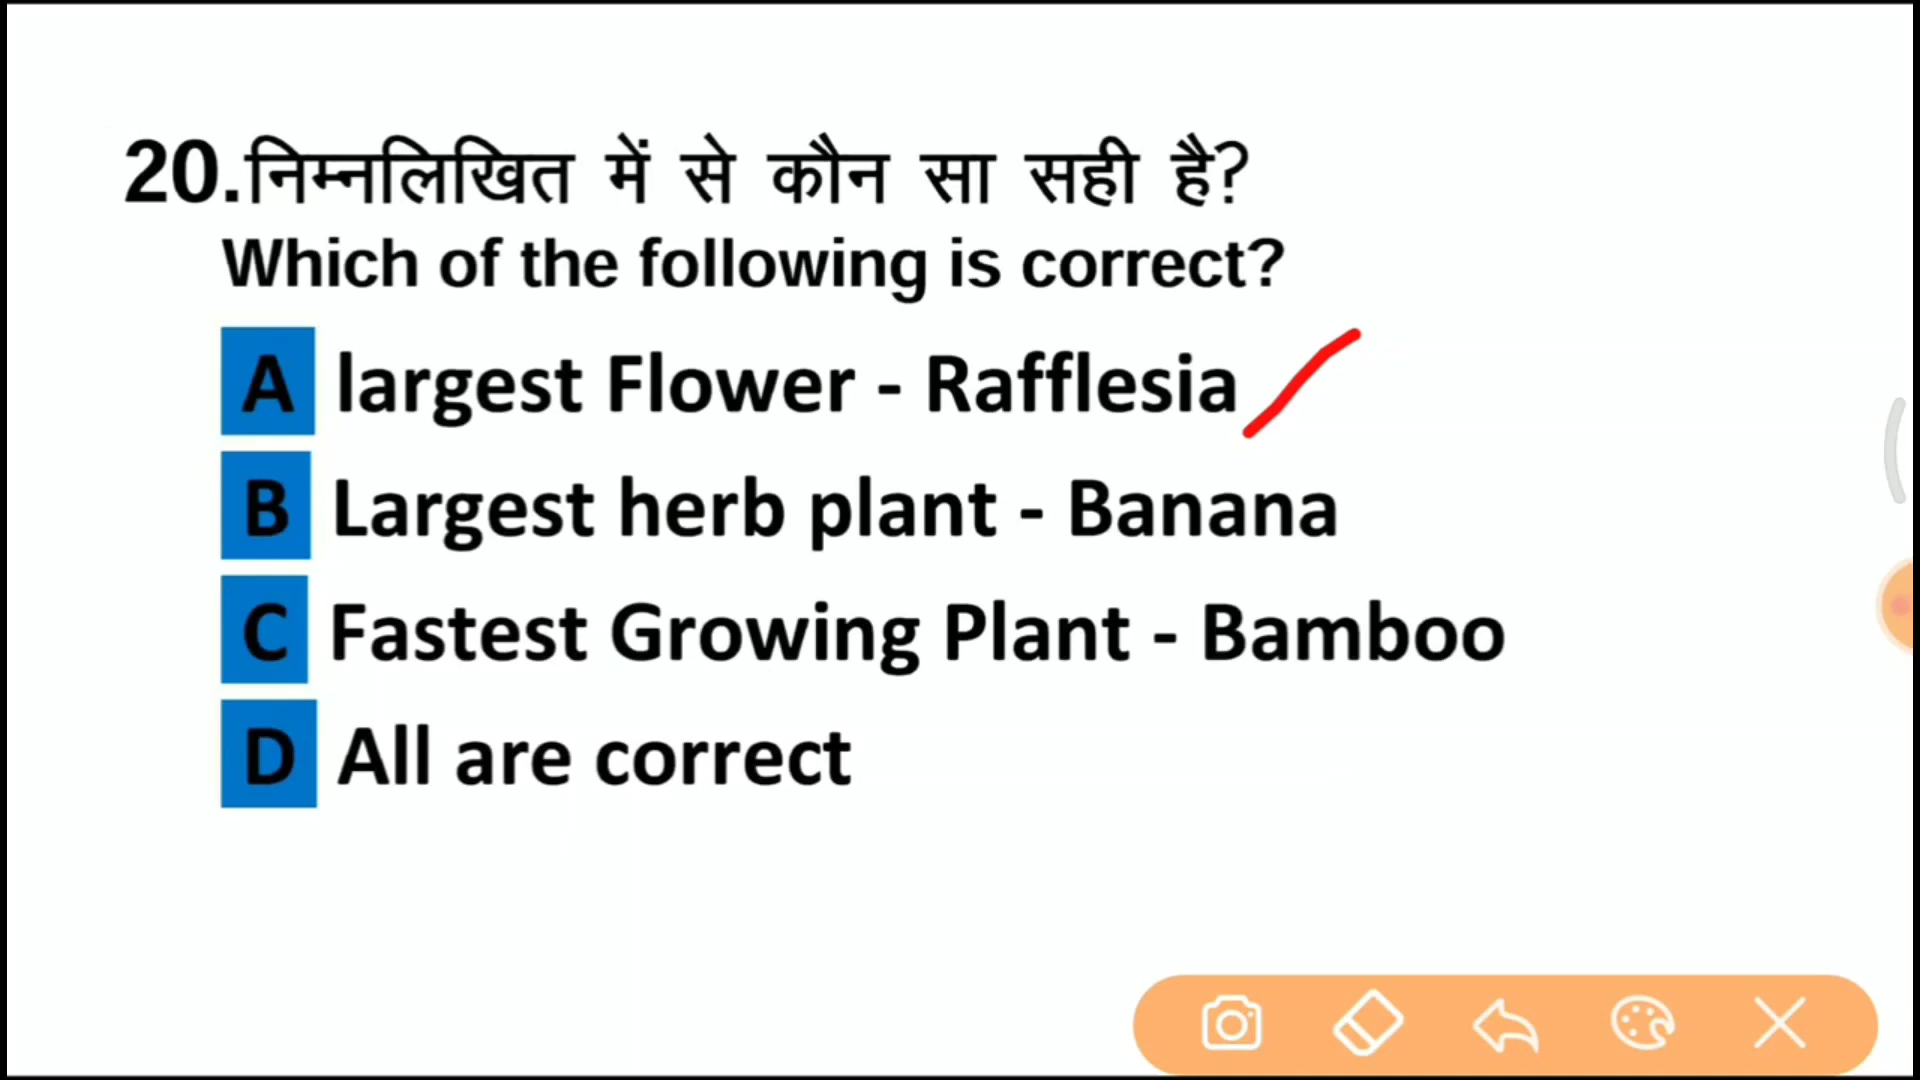 20.निम्नलिखित में से कौन सा सही है?
Which of the following is correct?
A largest Flower - Rafflesia
B Largest herb plant - Banana
C Fastest Growing Plant - Bamboo
D All are correct